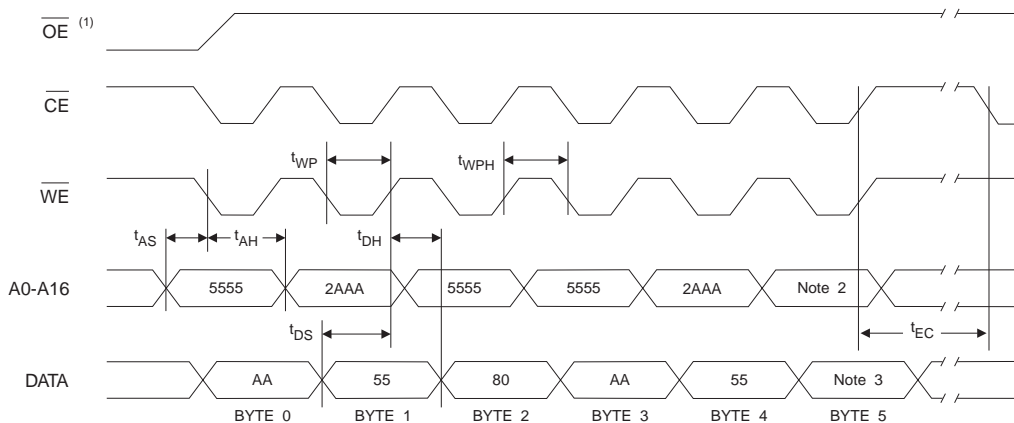 OE (1)
CE
tWP
tWPH
WE
tAS
tAH
tDH
A0-A16
5555
2AAA
5555
5555
2AAA
Note 2
tDS
tEC
DATA
AA
55
80
AA
55
Note 3
BYTE 0
BYTE 1
BYTE 2
BYTE 3
BYTE 4
BYTE 5